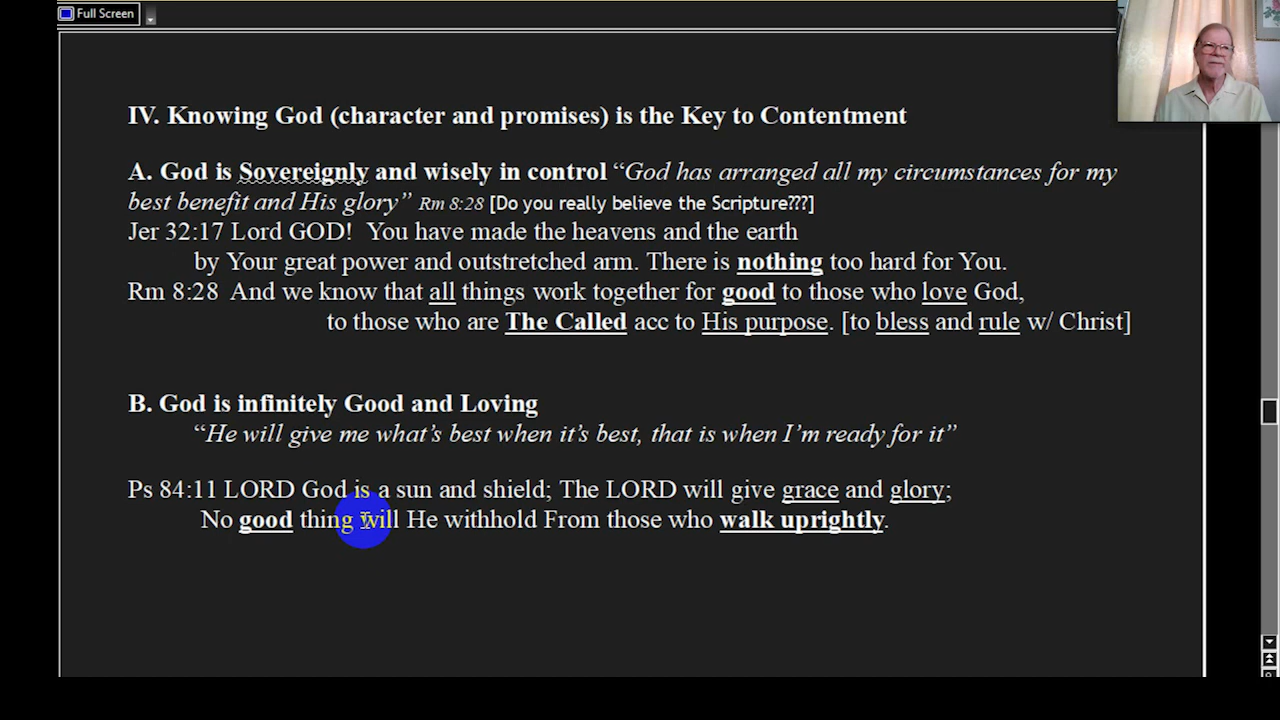 Full Screen
IV. Knowing God (character and promises) is the Key to Contentment
A. God is Sovereignly and wisely in control “God has arranged all my circumstances for my
best benefit and His glory” Rm 8:28 [Do you really believe the Scripture???]
Jer 32:17 Lord GOD! You have made the heavens and the earth
by Your great power and outstretched arm. There is nothing too hard for You.
Rm 8:28 And we know that all things work together for good to those who love God,
to those who are The Called acc to His purpose. [to bless and rule w/ Christ]
B. God is infinitely Good and Loving
“He will give me what’s best when it’s best, that is when I’m ready for it”
Ps 84:11 LORD God is a sun and shield; The LORD will give grace and glory;
No good thing will He withhold From those who walk uprightly.